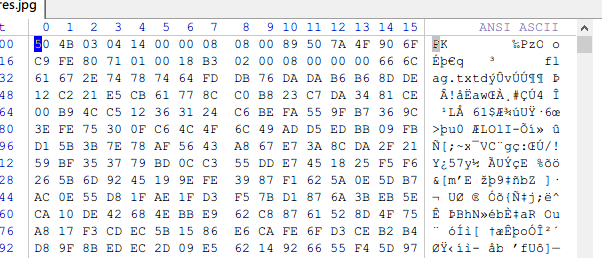 res.jpg
t 0 1 2 3 4 5 6 7 8 9 10 11 12 13 14 15 ANSI ASCII
00 50 4B 03 04 14 00 00 08 08 00 89 50 7A 4F 90 6F PK ‰PzO o
16 C9 FE 80 71 01 00 18 B3 02 00 08 00 00 00 66 6C Éþ€q ³ fl
32 61 67 2E 74 78 74 64 FD DB 76 DA DA B6 B6 8D DE ag.txtdýÛvÚÚ¶¶ Þ
48 12 C2 21 E5 CB 61 77 8C C0 B8 23 C7 DA 34 81 CE Â!åËawŒÀ¸#ÇÚ4 Î
64 00 B9 4C C5 12 36 31 24 C6 BE FA 55 9F B7 36 9C ¹LÅ 61$Æ¾úUŸ·6œ
80 3E FE 75 30 0F C6 4C 4F 6C 49 AD D5 ED BB 09 FB >þu0 ÆLOlI-Õí» û
96 D1 5B 3B 7E 78 AF 56 43 A8 67 E7 3A 8C DA 2F 21 Ñ[;~x¯VC¨gç:ŒÚ/!
12 59 BF 35 37 79 BD 0C C3 55 DD E7 45 18 25 F5 F6 Y¿57y½ ÃUÝçE %õö
28 26 5B 6D 92 45 19 9E FE 39 87 F1 62 5A 0E 5D B7 &[m’E žþ9‡ñbZ ]·
44 AC 0E 55 D8 1F AE 1F D3 F5 7B D1 87 6A 3B EB 5E ¬ UØ ® Óõ{Ñ‡j;ë^
60 CA 10 DE 42 68 4E BB E9 62 C8 87 61 52 8D 4F 75 Ê ÞBhN»ébÈ‡aR Ou
76 A8 17 F3 CD EC 5B 15 86 E6 CA FE 6F D3 CE B2 B4 ¨ óÍì[ †æÊþoÓÎ²´
92 D8 9F 8B ED EC 2D 09 E5 62 14 92 66 55 F4 5D 97 ØŸ‹íì- åb ’fUô]—